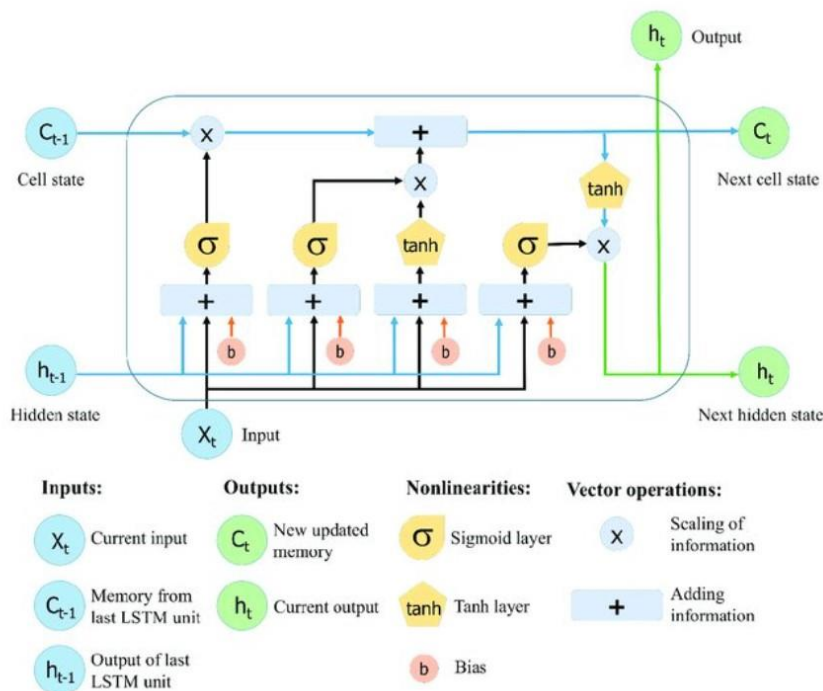 hₜ Output
Cₜ₋₁ x + Cₜ
Cell state tanh Next cell state
x
σ σ tanh σ x
+ + + +
b b b b
hₜ₋₁ hₜ
Hidden state Next hidden state
Xₜ Input
Inputs: Outputs: Nonlinearities: Vector operations:
Xₜ Current input
Cₜ₋₁ Memory from
last LSTM unit
hₜ₋₁ Output of last
LSTM unit
Cₜ New updated
memory
hₜ Current output
σ Sigmoid layer
tanh Tanh layer
b Bias
x Scaling of
information
+ Adding
information